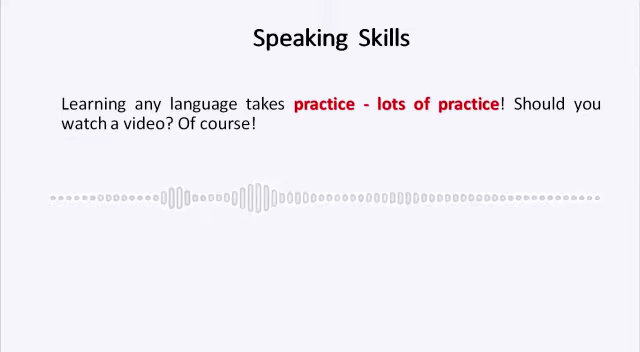 Speaking Skills
Learning any language takes practice - lots of practice! Should you
watch a video? Of course!